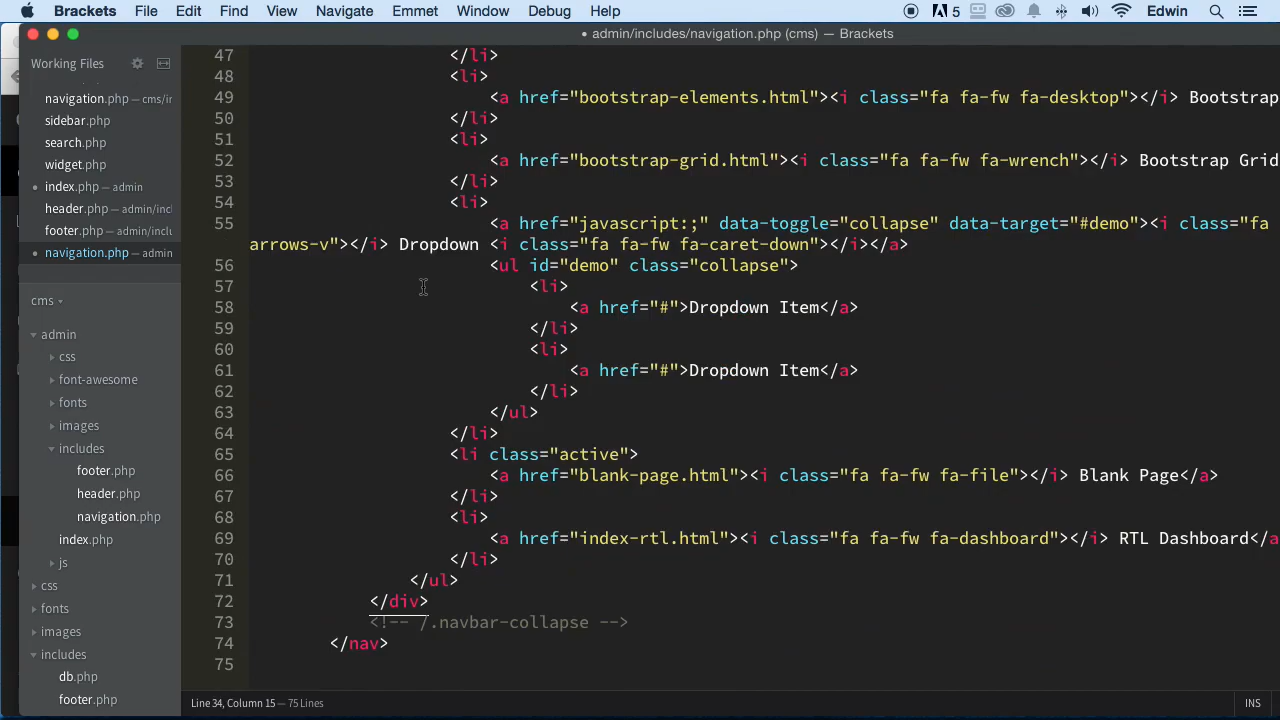 Brackets File Edit Find View Navigate Emmet Window Debug Help 5 Edwin
• admin/includes/navigation.php (cms) — Brackets
Working Files
navigation.php — cms/ir
sidebar.php
search.php
widget.php
• index.php — admin
header.php — admin/incl
footer.php — admin/inclu
• navigation.php — admin
cms
admin
css
font-awesome
fonts
images
includes
footer.php
header.php
navigation.php
index.php
js
css
fonts
images
includes
db.php
footer.php
47 </li>
48 <li>
49 <a href="bootstrap-elements.html"><i class="fa fa-fw fa-desktop"></i> Bootstrap
50 </li>
51 <li>
52 <a href="bootstrap-grid.html"><i class="fa fa-fw fa-wrench"></i> Bootstrap Grid
53 </li>
54 <li>
55 <a href="javascript:;" data-toggle="collapse" data-target="#demo"><i class="fa
arrows-v"></i> Dropdown <i class="fa fa-fw fa-caret-down"></i></a>
56 <ul id="demo" class="collapse">
57 <li>
58 <a href="#">Dropdown Item</a>
59 </li>
60 <li>
61 <a href="#">Dropdown Item</a>
62 </li>
63 </ul>
64 </li>
65 <li class="active">
66 <a href="blank-page.html"><i class="fa fa-fw fa-file"></i> Blank Page</a>
67 </li>
68 <li>
69 <a href="index-rtl.html"><i class="fa fa-fw fa-dashboard"></i> RTL Dashboard</a
70 </li>
71 </ul>
72 </div>
73 <!-- /.navbar-collapse -->
74 </nav>
75
Line 34, Column 15 — 75 Lines INS